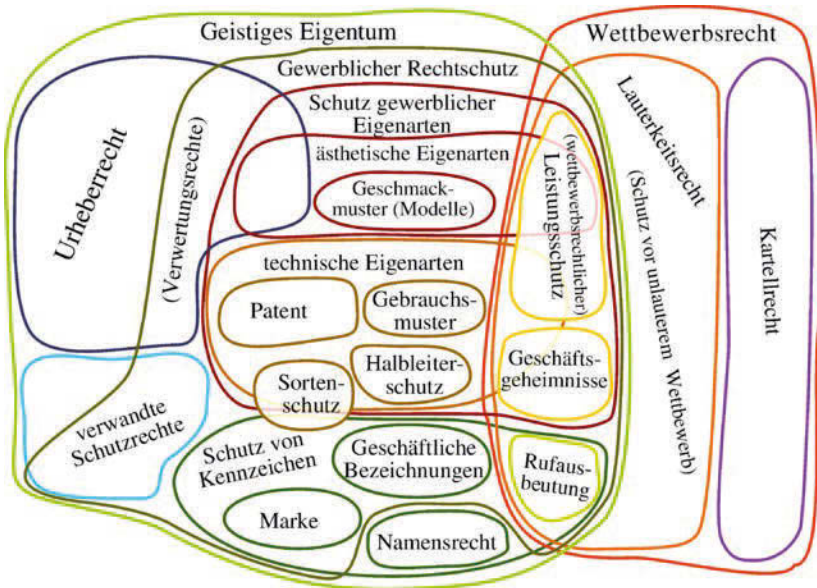 Geistiges Eigentum
Wettbewerbsrecht
Gewerblicher Rechtschutz
Schutz gewerblicher
Eigenarten
ästhetische Eigenarten
Geschmack-
muster (Modelle)
Urheberrecht
(Verwertungsrechte)
(wettbewerbsrechtlicher)
Leistungsschutz
Lauterkeitsrecht
(Schutz vor unlauterem Wettbewerb)
Kartellrecht
technische Eigenarten
Patent
Gebrauchs-
muster
Halbleiter-
schutz
Sorten-
schutz
Geschäfts-
geheimnisse
verwandte
Schutzrechte
Schutz von
Kennzeichen
Geschäftliche
Bezeichnungen
Rufaus-
beutung
Marke
Namensrecht